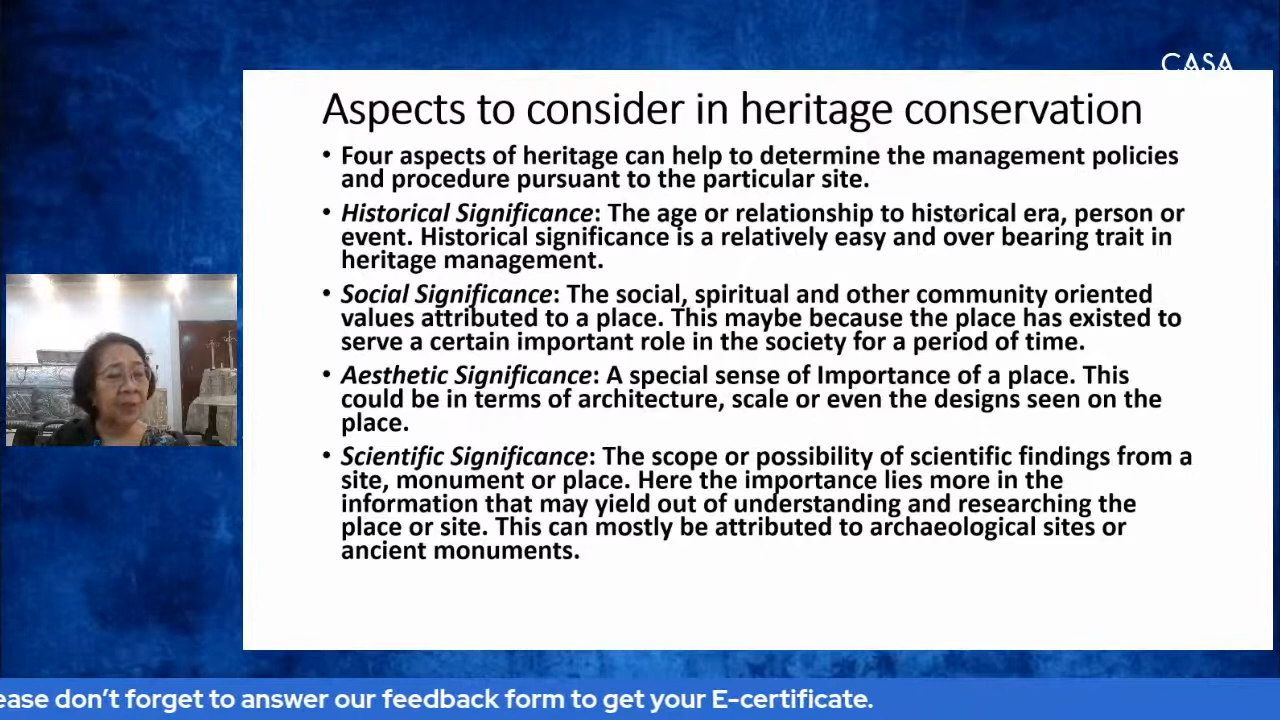 CASA
Aspects to consider in heritage conservation
• Four aspects of heritage can help to determine the management policies
and procedure pursuant to the particular site.
• Historical Significance: The age or relationship to historical era, person or
event. Historical significance is a relatively easy and over bearing trait in
heritage management.
• Social Significance: The social, spiritual and other community oriented
values attributed to a place. This maybe because the place has existed to
serve a certain important role in the society for a period of time.
• Aesthetic Significance: A special sense of Importance of a place. This
could be in terms of architecture, scale or even the designs seen on the
place.
• Scientific Significance: The scope or possibility of scientific findings from a
site, monument or place. Here the importance lies more in the
information that may yield out of understanding and researching the
place or site. This can mostly be attributed to archaeological sites or
ancient monuments.
ease don’t forget to answer our feedback form to get your E-certificate.